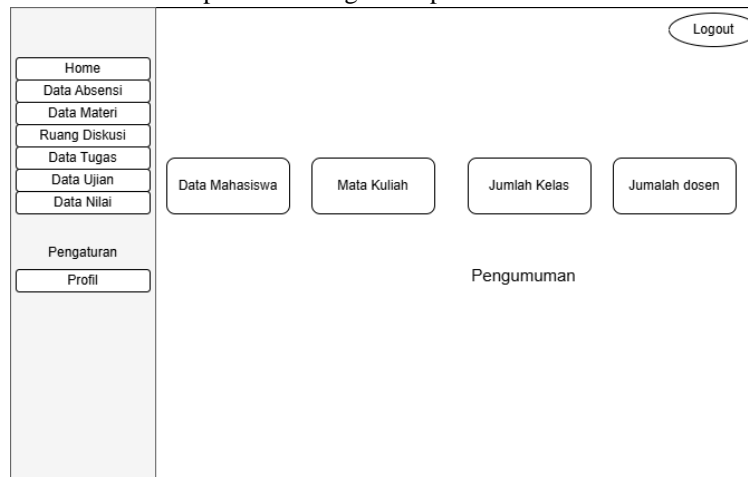 Logout
Home
Data Absensi
Data Materi
Ruang Diskusi
Data Tugas
Data Ujian
Data Nilai
Pengaturan
Profil
Data Mahasiswa
Mata Kuliah
Jumlah Kelas
Jumalah dosen
Pengumuman